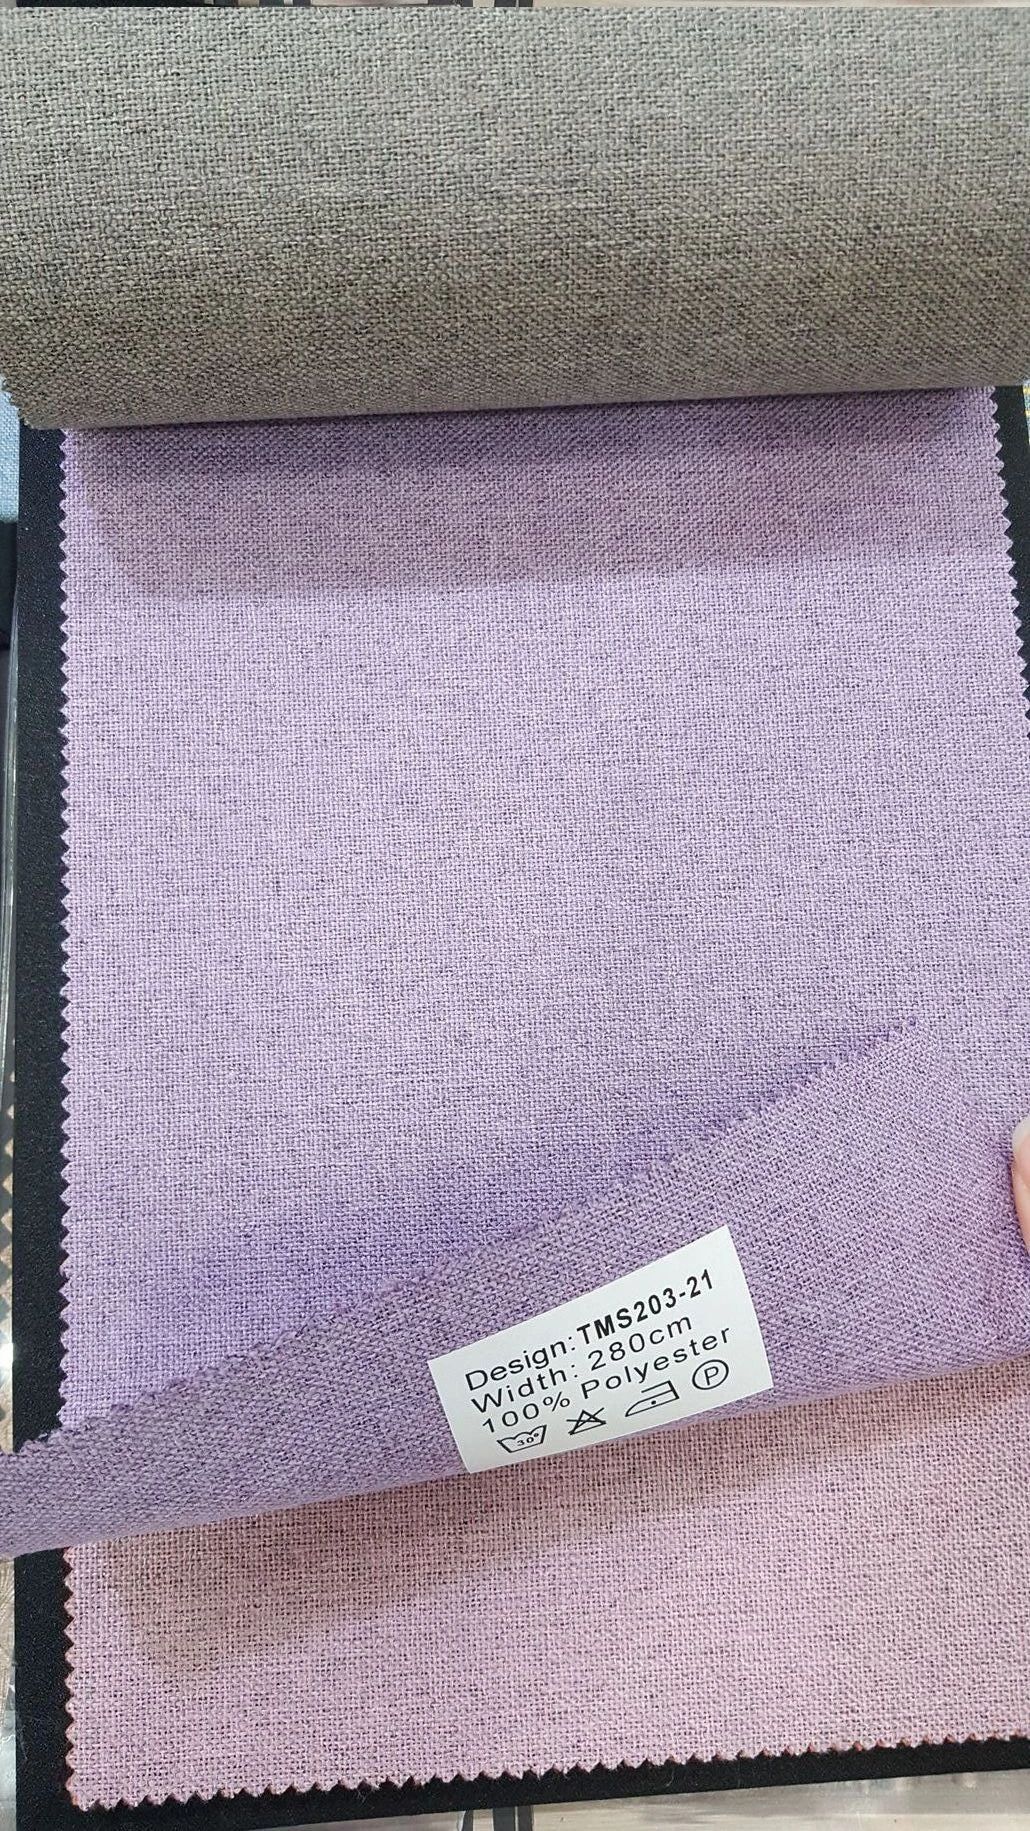 Design:TMS203-21
Width: 280cm
100% Polyester
30° P